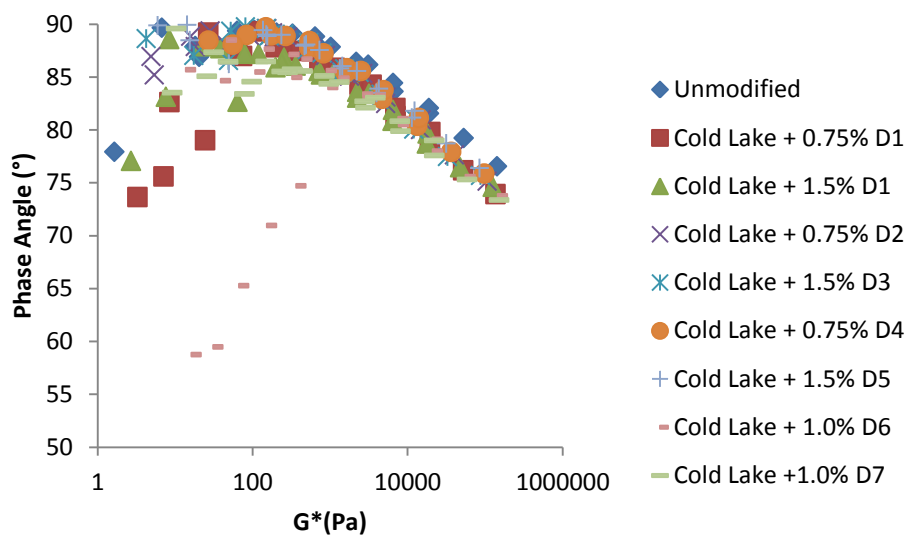 90
85
80
75
70
65
60
55
50
Phase Angle (°)
1
100
10000
1000000
G*(Pa)
Unmodified
Cold Lake + 0.75% D1
Cold Lake + 1.5% D1
Cold Lake + 0.75% D2
Cold Lake + 1.5% D3
Cold Lake + 0.75% D4
Cold Lake + 1.5% D5
Cold Lake + 1.0% D6
Cold Lake +1.0% D7